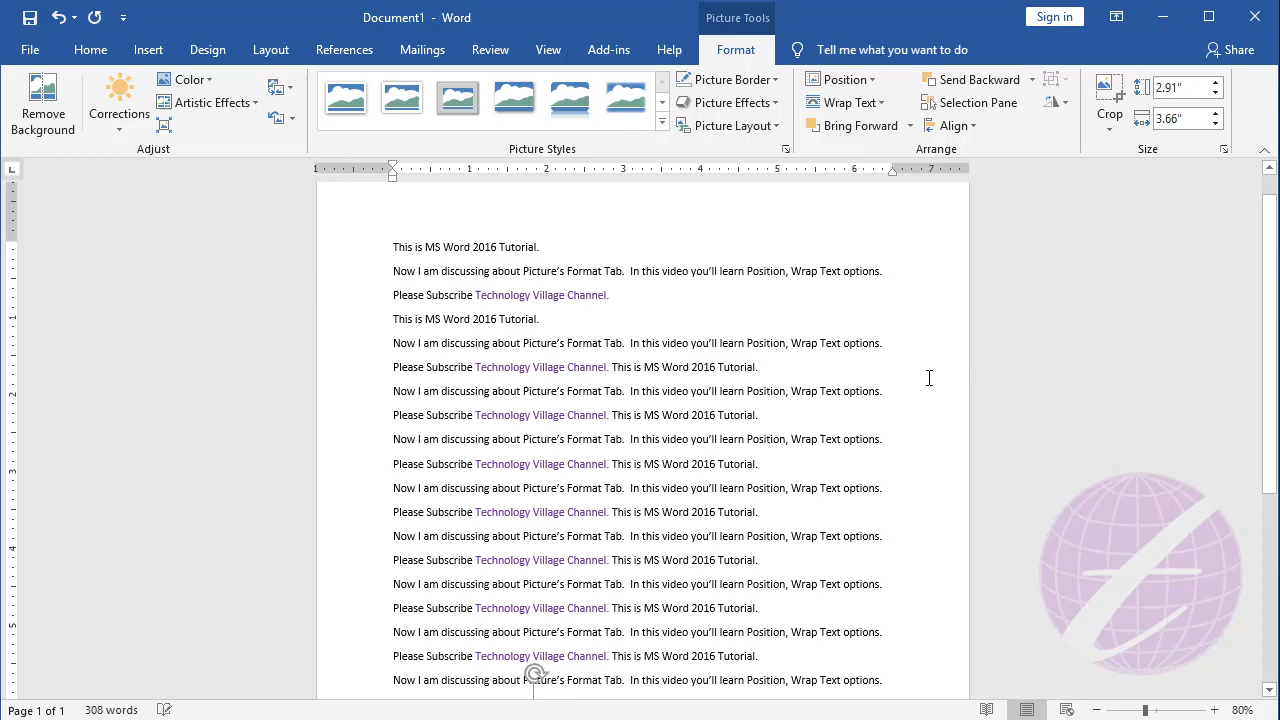 Document1 - Word
Picture Tools
Sign in
File Home Insert Design Layout References Mailings Review View Add-ins Help Format Tell me what you want to do Share
Remove Background
Corrections
Color
Artistic Effects
Adjust
Picture Border
Picture Effects
Picture Layout
Picture Styles
Position
Wrap Text
Bring Forward
Send Backward
Selection Pane
Align
Arrange
Crop
2.91"
3.66"
Size
L
1 1 2 3 4 5 6 7
1
2
3
4
5
This is MS Word 2016 Tutorial.
Now I am discussing about Picture's Format Tab. In this video you'll learn Position, Wrap Text options.
Please Subscribe Technology Village Channel.
This is MS Word 2016 Tutorial.
Now I am discussing about Picture's Format Tab. In this video you'll learn Position, Wrap Text options.
Please Subscribe Technology Village Channel. This is MS Word 2016 Tutorial.
Now I am discussing about Picture's Format Tab. In this video you'll learn Position, Wrap Text options.
Please Subscribe Technology Village Channel. This is MS Word 2016 Tutorial.
Now I am discussing about Picture's Format Tab. In this video you'll learn Position, Wrap Text options.
Please Subscribe Technology Village Channel. This is MS Word 2016 Tutorial.
Now I am discussing about Picture's Format Tab. In this video you'll learn Position, Wrap Text options.
Please Subscribe Technology Village Channel. This is MS Word 2016 Tutorial.
Now I am discussing about Picture's Format Tab. In this video you'll learn Position, Wrap Text options.
Please Subscribe Technology Village Channel. This is MS Word 2016 Tutorial.
Now I am discussing about Picture's Format Tab. In this video you'll learn Position, Wrap Text options.
Please Subscribe Technology Village Channel. This is MS Word 2016 Tutorial.
Now I am discussing about Picture's Format Tab. In this video you'll learn Position, Wrap Text options.
Please Subscribe Technology Village Channel. This is MS Word 2016 Tutorial.
Now I am discussing about Picture's Format Tab. In this video you'll learn Position, Wrap Text options.
Page 1 of 1 308 words 80%